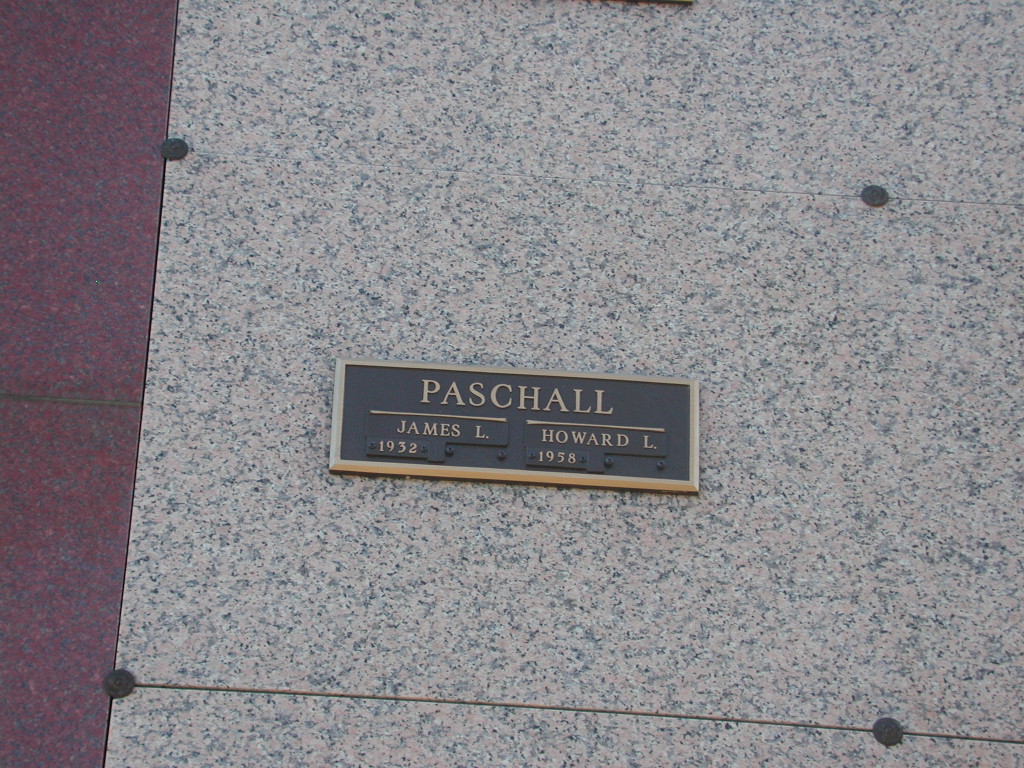 PASCHALL
JAMES L. HOWARD L.
1932 1958